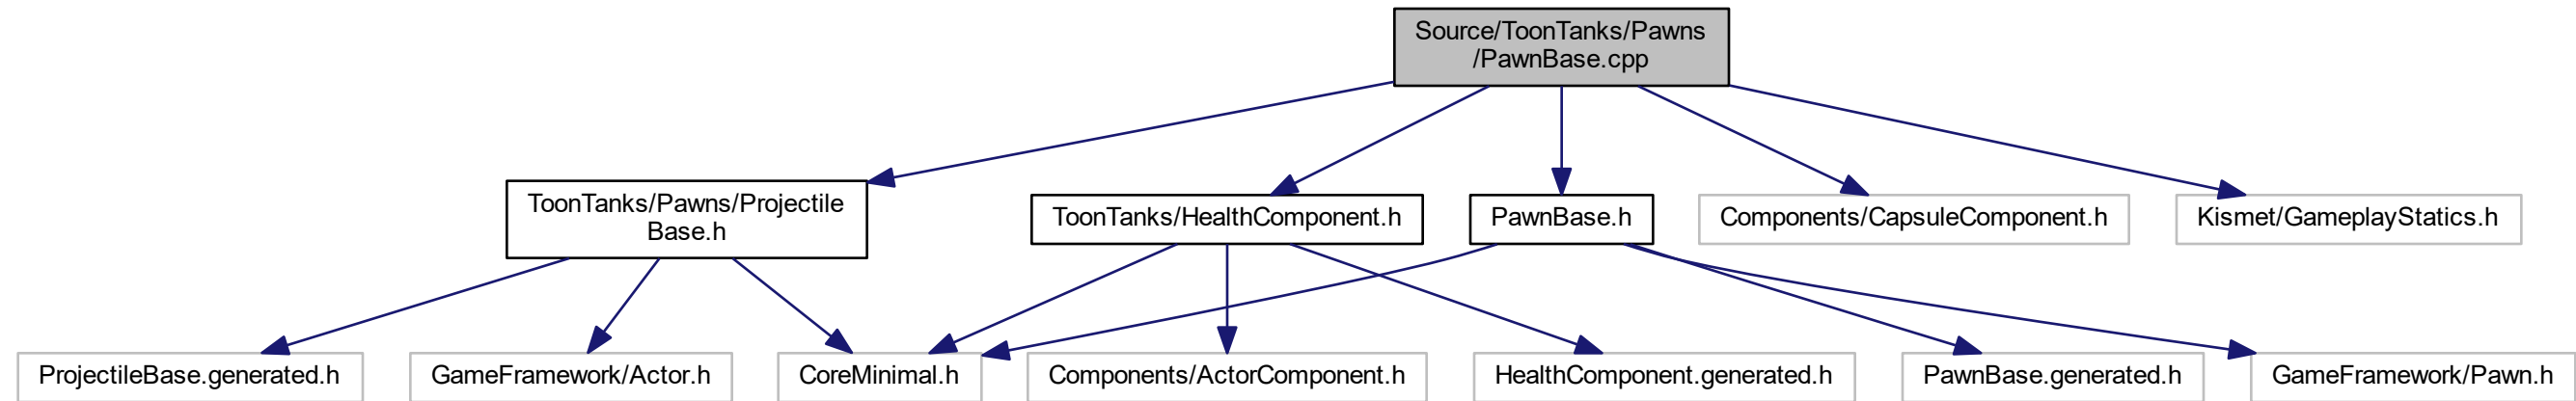 Source/ToonTanks/Pawns
/PawnBase.cpp
ToonTanks/Pawns/Projectile
Base.h
ToonTanks/HealthComponent.h
PawnBase.h
Components/CapsuleComponent.h
Kismet/GameplayStatics.h
ProjectileBase.generated.h
GameFramework/Actor.h
CoreMinimal.h
Components/ActorComponent.h
HealthComponent.generated.h
PawnBase.generated.h
GameFramework/Pawn.h